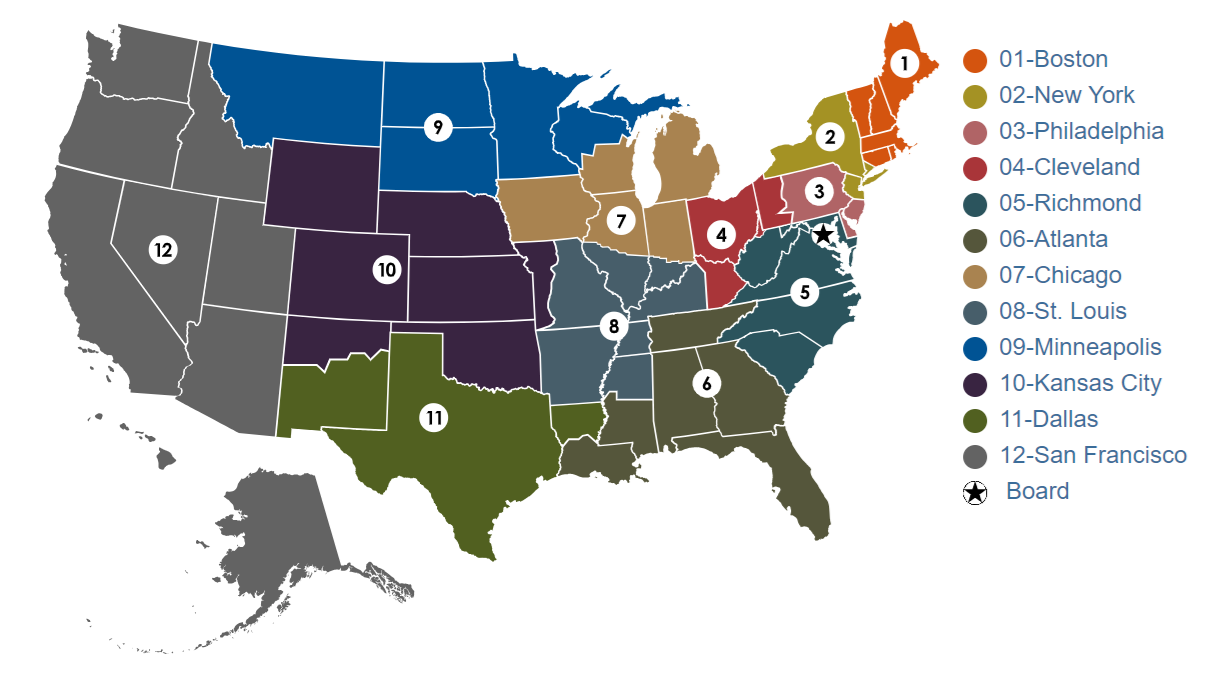 1
9
2
3
12
7
4
10
5
8
6
11
01-Boston
02-New York
03-Philadelphia
04-Cleveland
05-Richmond
06-Atlanta
07-Chicago
08-St. Louis
09-Minneapolis
10-Kansas City
11-Dallas
12-San Francisco
Board